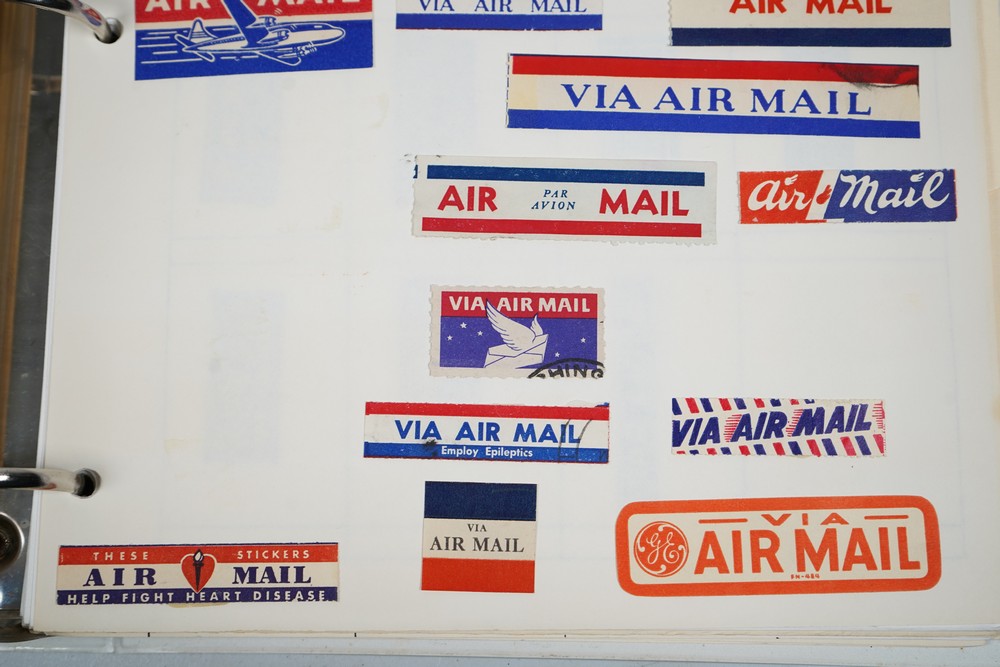 AIR MAIL
VIA AIR MAIL
AIR MAIL
VIA AIR MAIL
AIR PAR AVION MAIL
Air Mail
VIA AIR MAIL
HING
VIA AIR MAIL
Employ Epileptics
VIA AIR MAIL
VIA
AIR MAIL
VIA
GE AIR MAIL
THESE STICKERS
AIR MAIL
HELP FIGHT HEART DISEASE